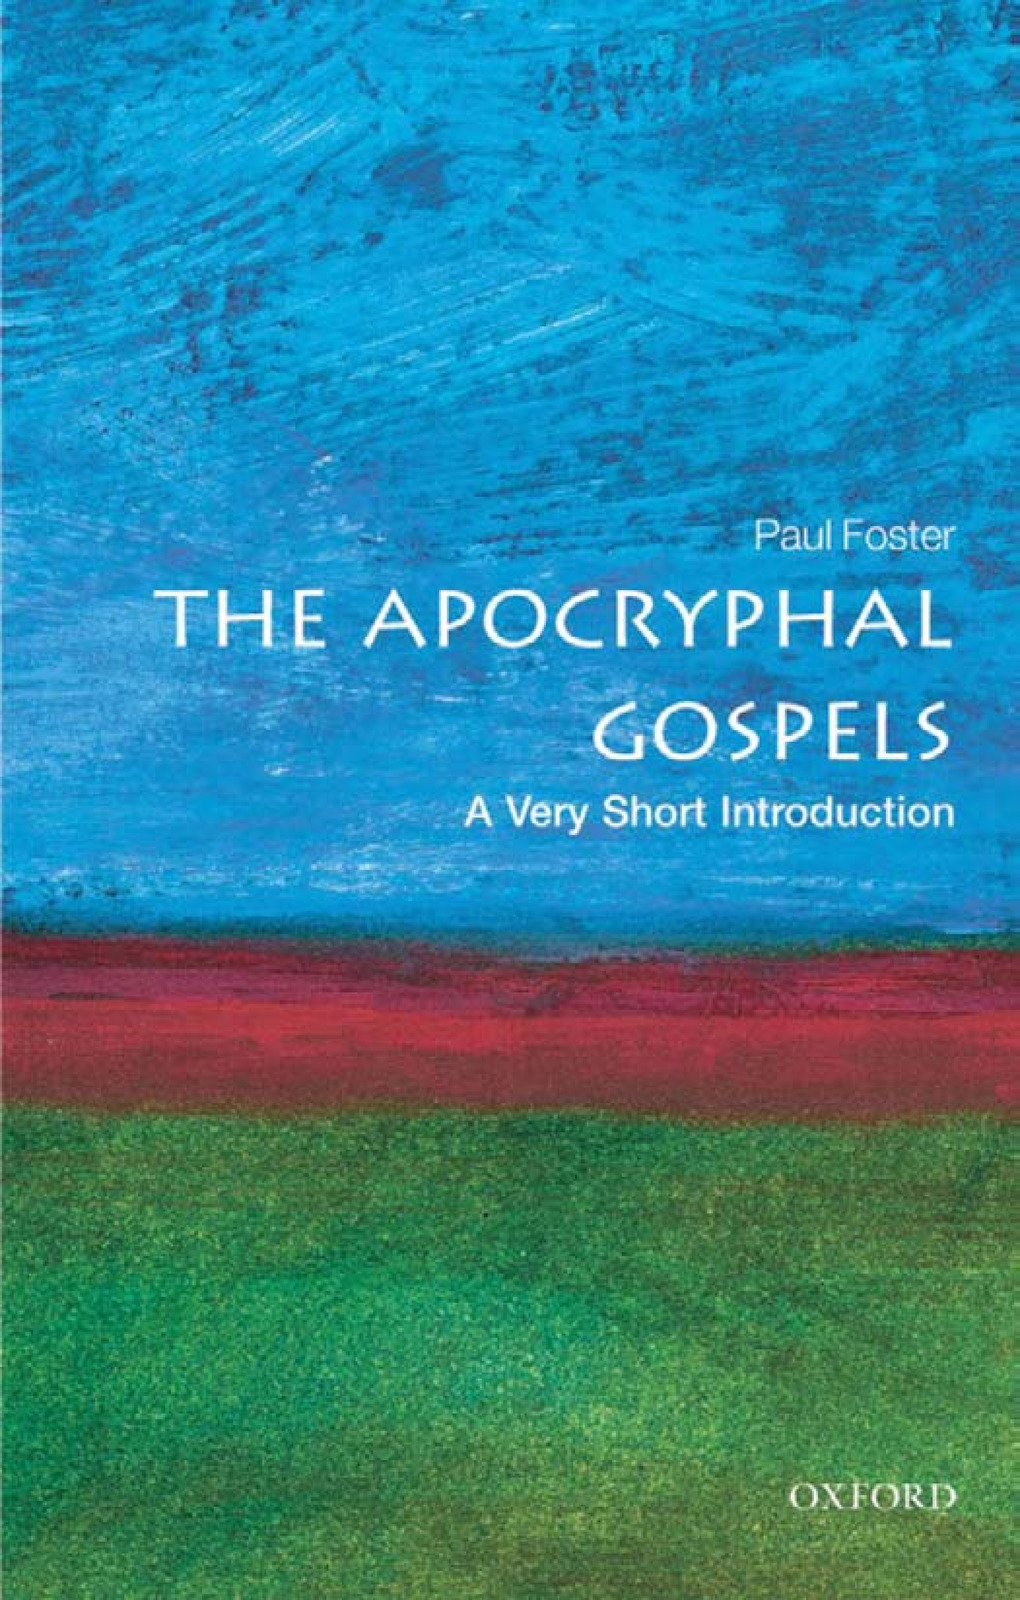 Paul Foster
THE APOCRYPHAL
GOSPELS
A Very Short Introduction
OXFORD